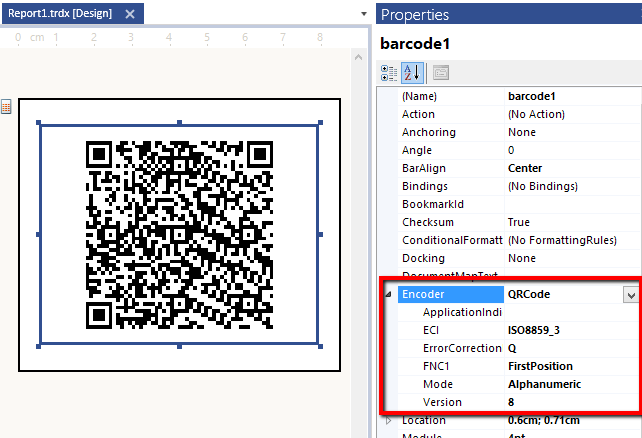 Report1.trdx [Design]
Properties
0 cm 1 2 3 4 5 6 7 8
barcode1
(Name) barcode1
Action (No Action)
Anchoring None
Angle 0
BarAlign Center
Bindings (No Bindings)
BookmarkId
Checksum True
ConditionalFormatt (No FormattingRules)
Docking None
DocumentMapText
Encoder QRCode
ApplicationIndi
ECI ISO8859_3
ErrorCorrection Q
FNC1 FirstPosition
Mode Alphanumeric
Version 8
Location 0.6cm; 0.71cm
Module 4pt